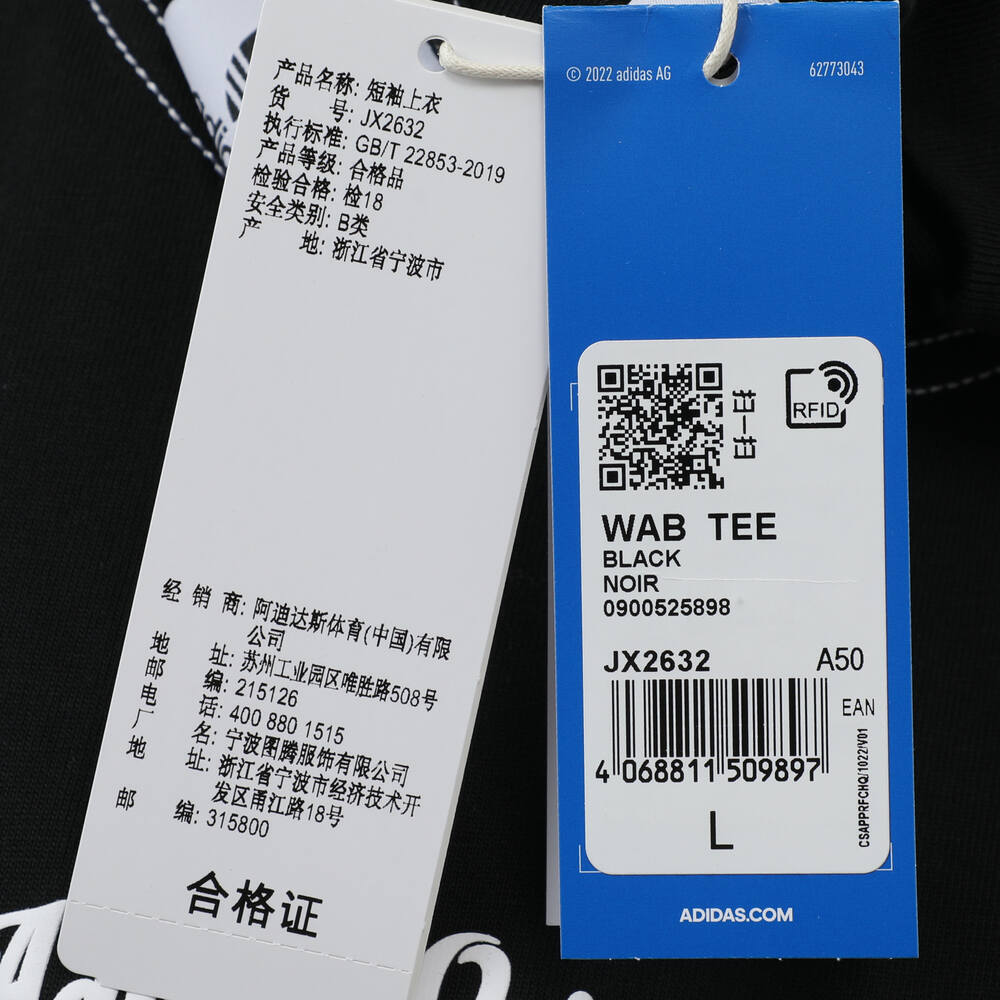 产品名称: 短袖上衣
货 号: JX2632
执行标准: GB/T 22853-2019
产品等级: 合格品
检验合格: 检18
安全类别: B类
产 地: 浙江省宁波市
经 销 商: 阿迪达斯体育(中国)有限
公司
地 址: 苏州工业园区唯胜路508号
邮 编: 215126
电 话: 400 880 1515
厂 名: 宁波图腾服饰有限公司
地 址: 浙江省宁波市经济技术开
发区甬江路18号
邮 编: 315800
合格证
© 2022 adidas AG
62773043
扫一扫
RFID
WAB TEE
BLACK
NOIR
0900525898
JX2632 A50
EAN
4 068811 509897
CSAPPRFCHQ/1022/V01
L
ADIDAS.COM